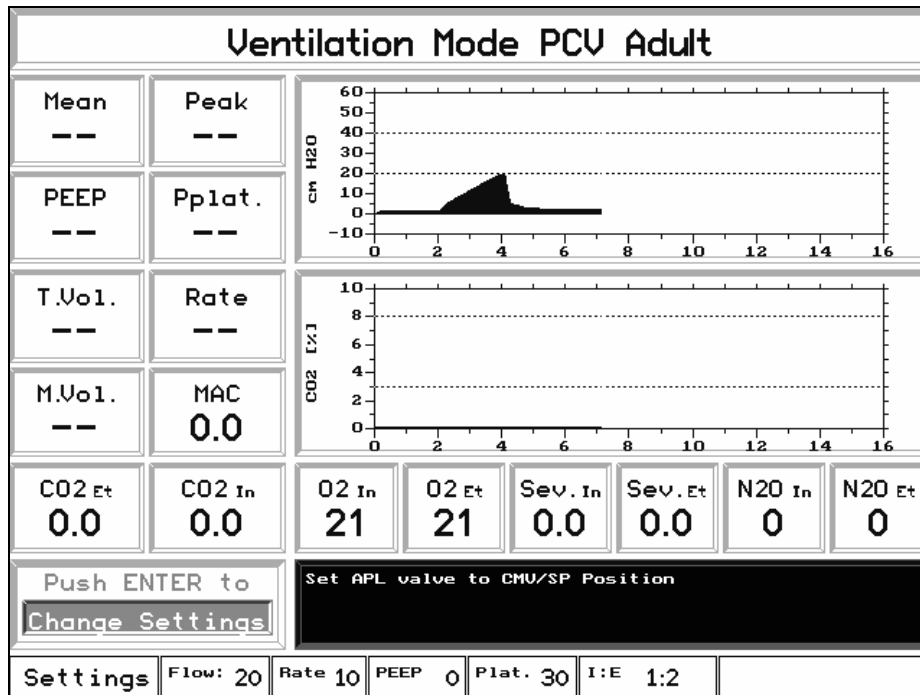 Ventilation Mode PCV Adult
Mean
--
Peak
--
PEEP
--
Pplat.
--
T.Vol.
--
Rate
--
M.Vol.
--
MAC
0.0
cm H2O
60
50
40
30
20
10
0
-10
0 2 4 6 8 10 12 14 16
CO2 [%]
10
8
6
4
2
0
0 2 4 6 8 10 12 14 16
CO2 Et
0.0
CO2 In
0.0
O2 In
21
O2 Et
21
Sev. In
0.0
Sev. Et
0.0
N2O In
0
N2O Et
0
Push ENTER to
Change Settings
Set APL valve to CMV/SP Position
Settings Flow: 20 Rate 10 PEEP 0 Plat. 30 I:E 1:2